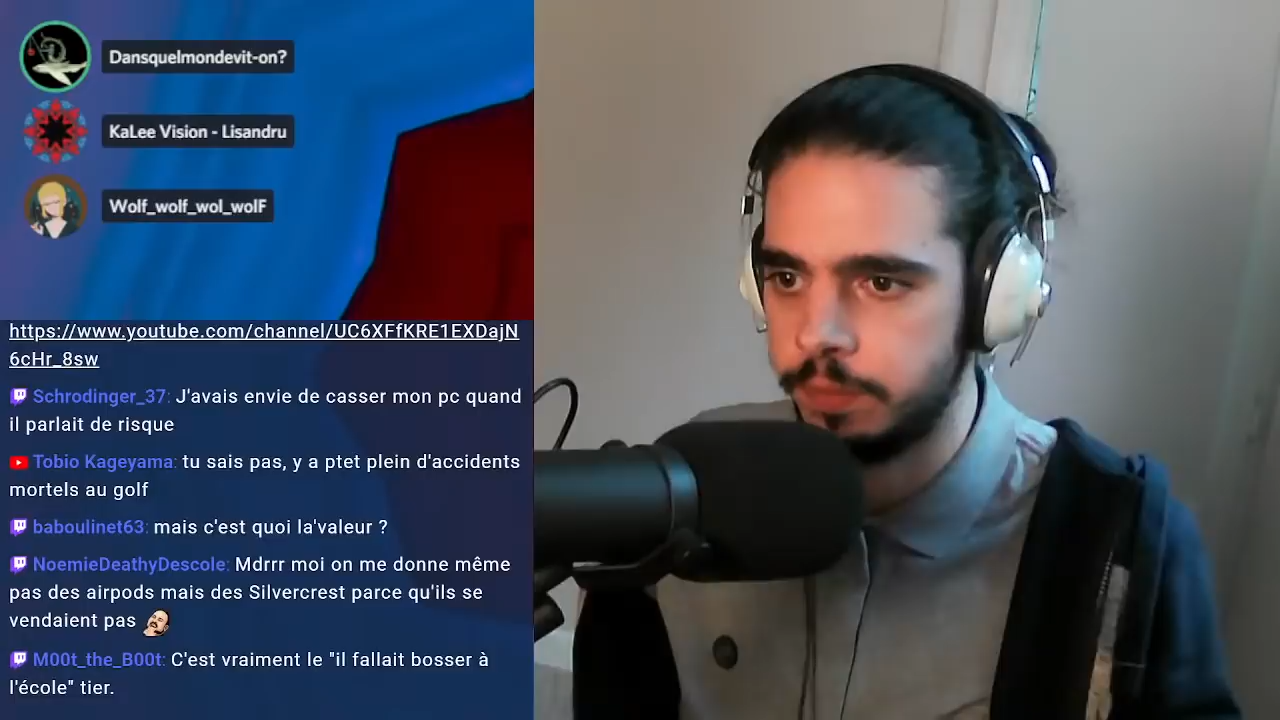 Dansquelmondevit-on?
KaLee Vision - Lisandru
Wolf_wolf_wol_wolF
https://www.youtube.com/channel/UC6XFfKRE1EXDajN
6cHr_8sw
Schrodinger_37: J'avais envie de casser mon pc quand
il parlait de risque
Tobio Kageyama: tu sais pas, y a ptet plein d'accidents
mortels au golf
baboulinet63: mais c'est quoi la'valeur ?
NoemieDeathyDescole: Mdrrr moi on me donne même
pas des airpods mais des Silvercrest parce qu'ils se
vendaient pas
M00t_the_B00t: C'est vraiment le "il fallait bosser à
l'école" tier.